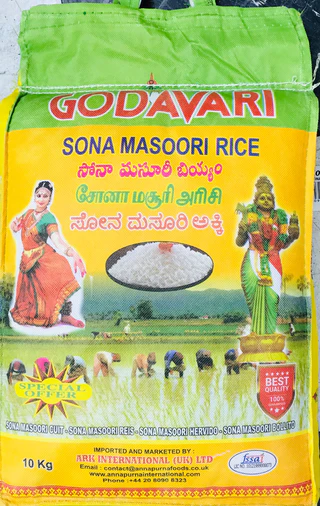 GODAVARI
SONA MASOORI RICE
సోనా మసూరీ బియ్యం
சோனா மசூரி அரிசி
ಸೋನ ಮಸೂರಿ ಅಕ್ಕಿ
SPECIAL
OFFER
BEST
QUALITY
100%
SONA MASOORI CUIT - SONA MASOORI REIS - SONA MASOORI HERVIDO - SONA MASOORI BOLLITO
10 Kg
IMPORTED AND MARKETED BY :
ARK INTERNATIONAL (UK) LTD
Email : contact@annapurnafoods.co.uk
www.annapurnainternational.com
Phone :+44 20 8090 8323
fssai